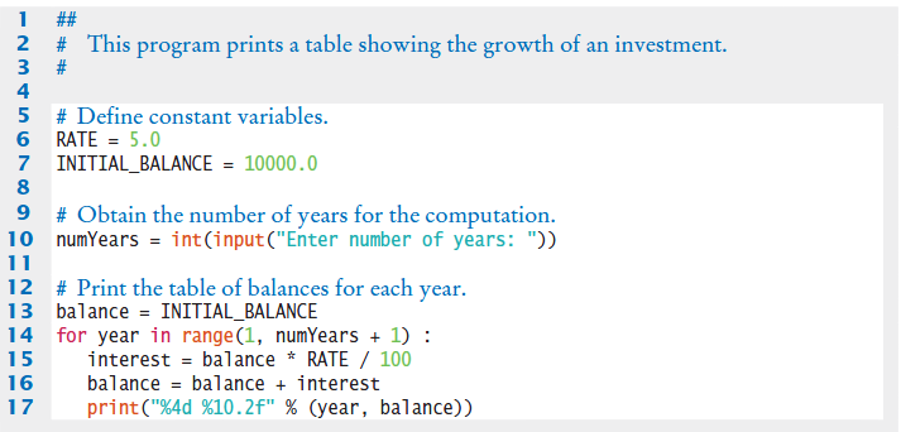 1 ##
2 # This program prints a table showing the growth of an investment.
3 #
4
5 # Define constant variables.
6 RATE = 5.0
7 INITIAL_BALANCE = 10000.0
8
9 # Obtain the number of years for the computation.
10 numYears = int(input("Enter number of years: "))
11
12 # Print the table of balances for each year.
13 balance = INITIAL_BALANCE
14 for year in range(1, numYears + 1) :
15    interest = balance * RATE / 100
16    balance = balance + interest
17    print("%4d %10.2f" % (year, balance))